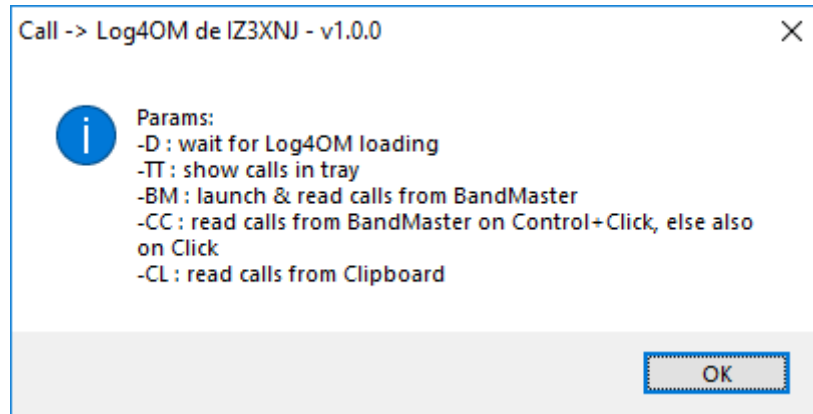 Call -> Log4OM de IZ3XNJ - v1.0.0
Params:
-D : wait for Log4OM loading
-TT : show calls in tray
-BM : launch & read calls from BandMaster
-CC : read calls from BandMaster on Control+Click, else also
on Click
-CL : read calls from Clipboard
OK